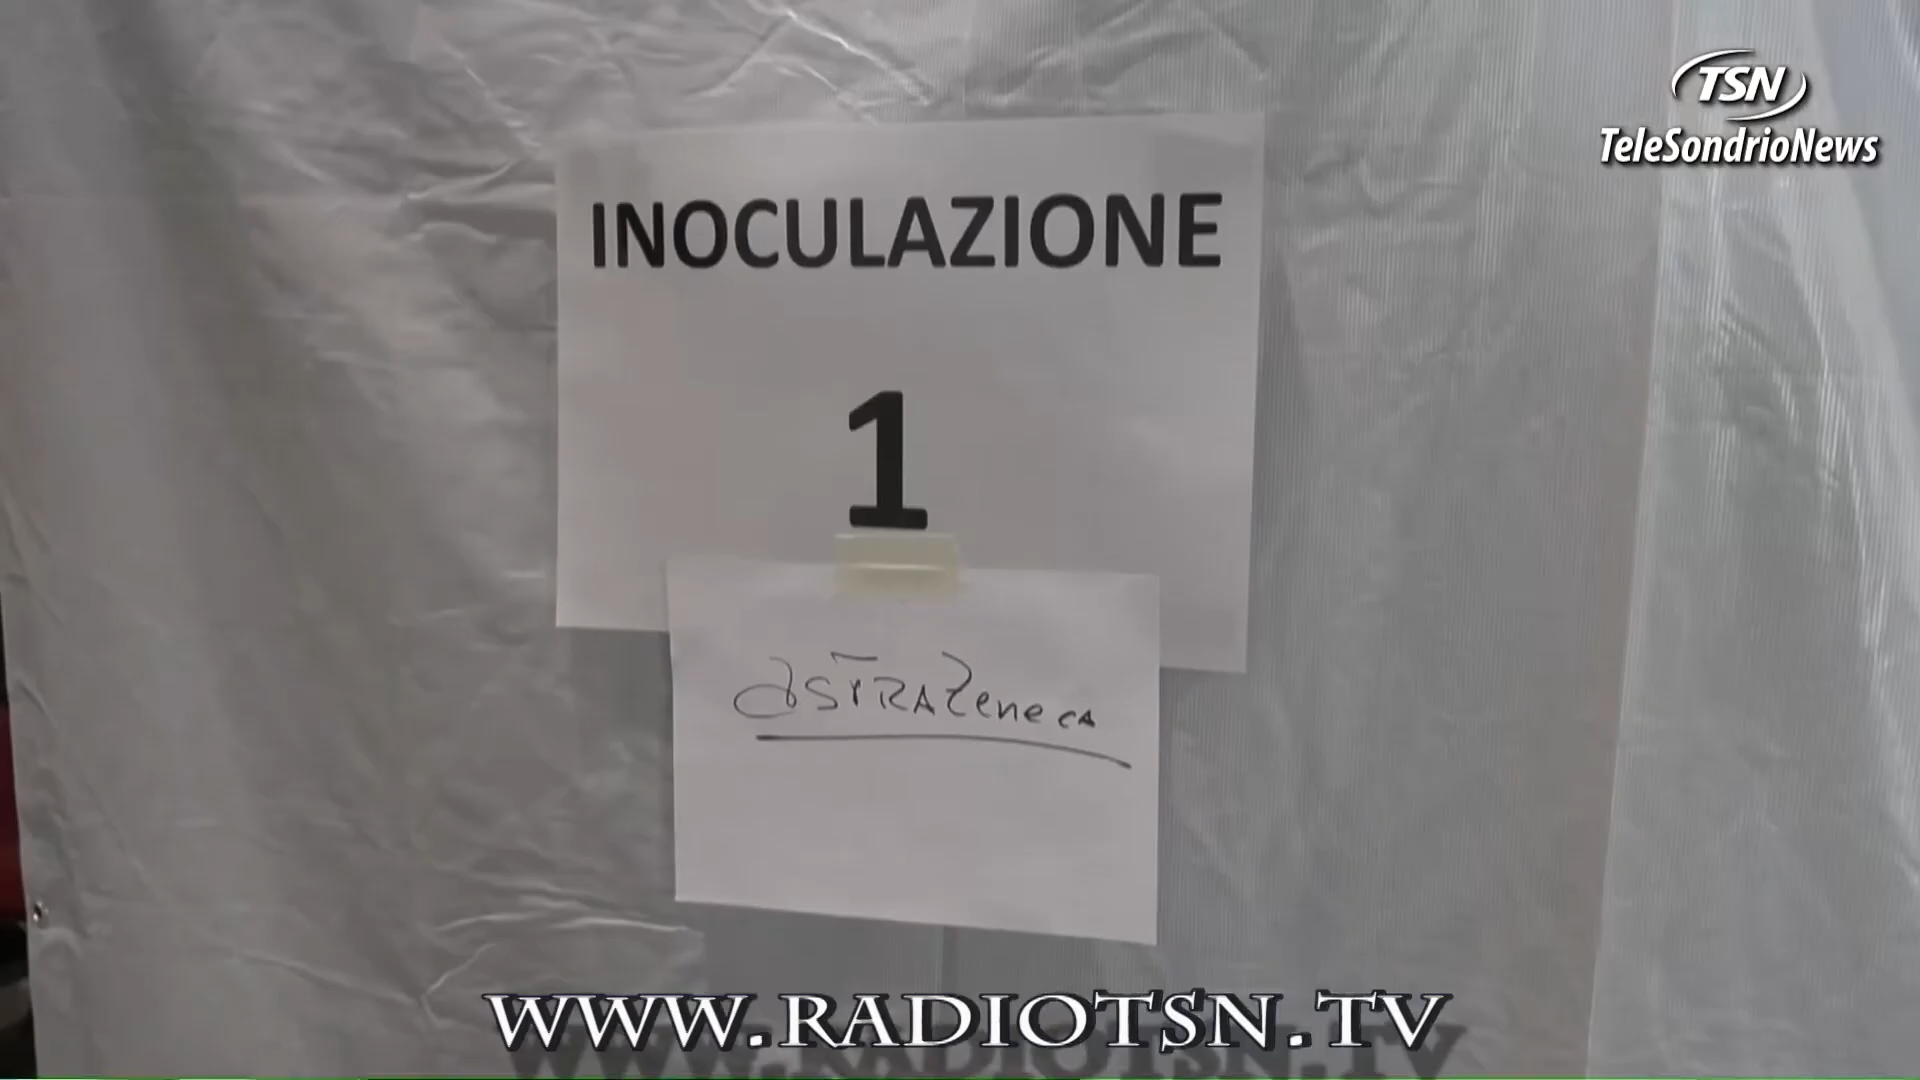 TSN
TeleSondrioNews
INOCULAZIONE
1
ASTRAZeneca
WWW.RADIOTSN.TV